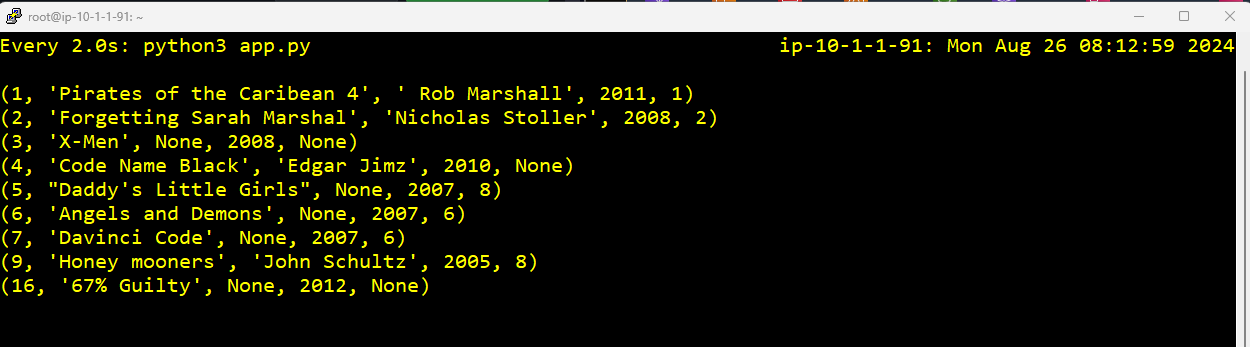 root@ip-10-1-1-91: ~
Every 2.0s: python3 app.py ip-10-1-1-91: Mon Aug 26 08:12:59 2024
(1, 'Pirates of the Caribean 4', ' Rob Marshall', 2011, 1)
(2, 'Forgetting Sarah Marshal', 'Nicholas Stoller', 2008, 2)
(3, 'X-Men', None, 2008, None)
(4, 'Code Name Black', 'Edgar Jimz', 2010, None)
(5, "Daddy's Little Girls", None, 2007, 8)
(6, 'Angels and Demons', None, 2007, 6)
(7, 'Davinci Code', None, 2007, 6)
(9, 'Honey mooners', 'John Schultz', 2005, 8)
(16, '67% Guilty', None, 2012, None)